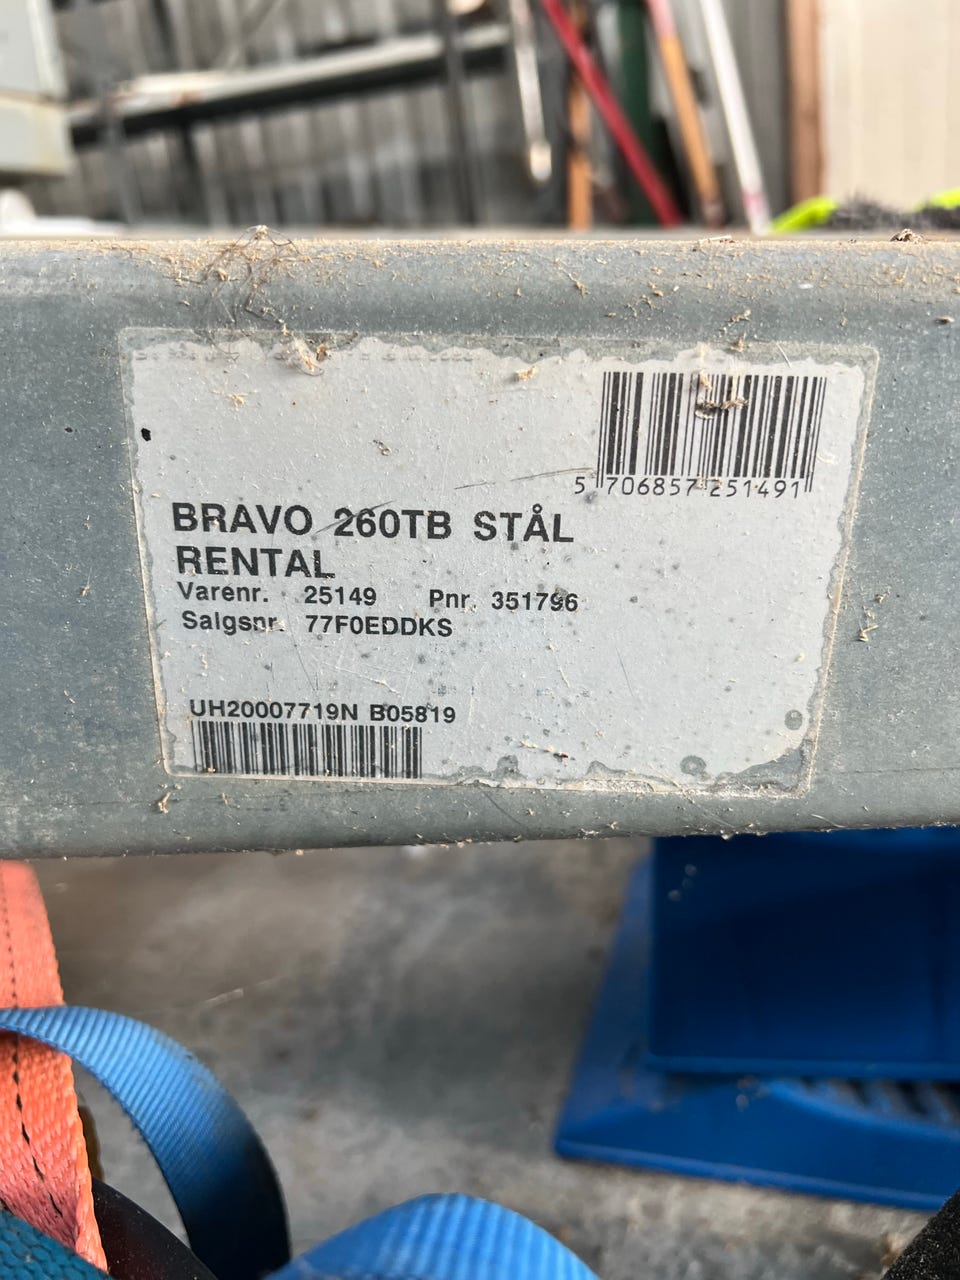 5 706857 251491
BRAVO 260TB STÅL
RENTAL
Varenr. 25149 Pnr. 351796
Salgsnr. 77F0EDDKS
UH20007719N B05819